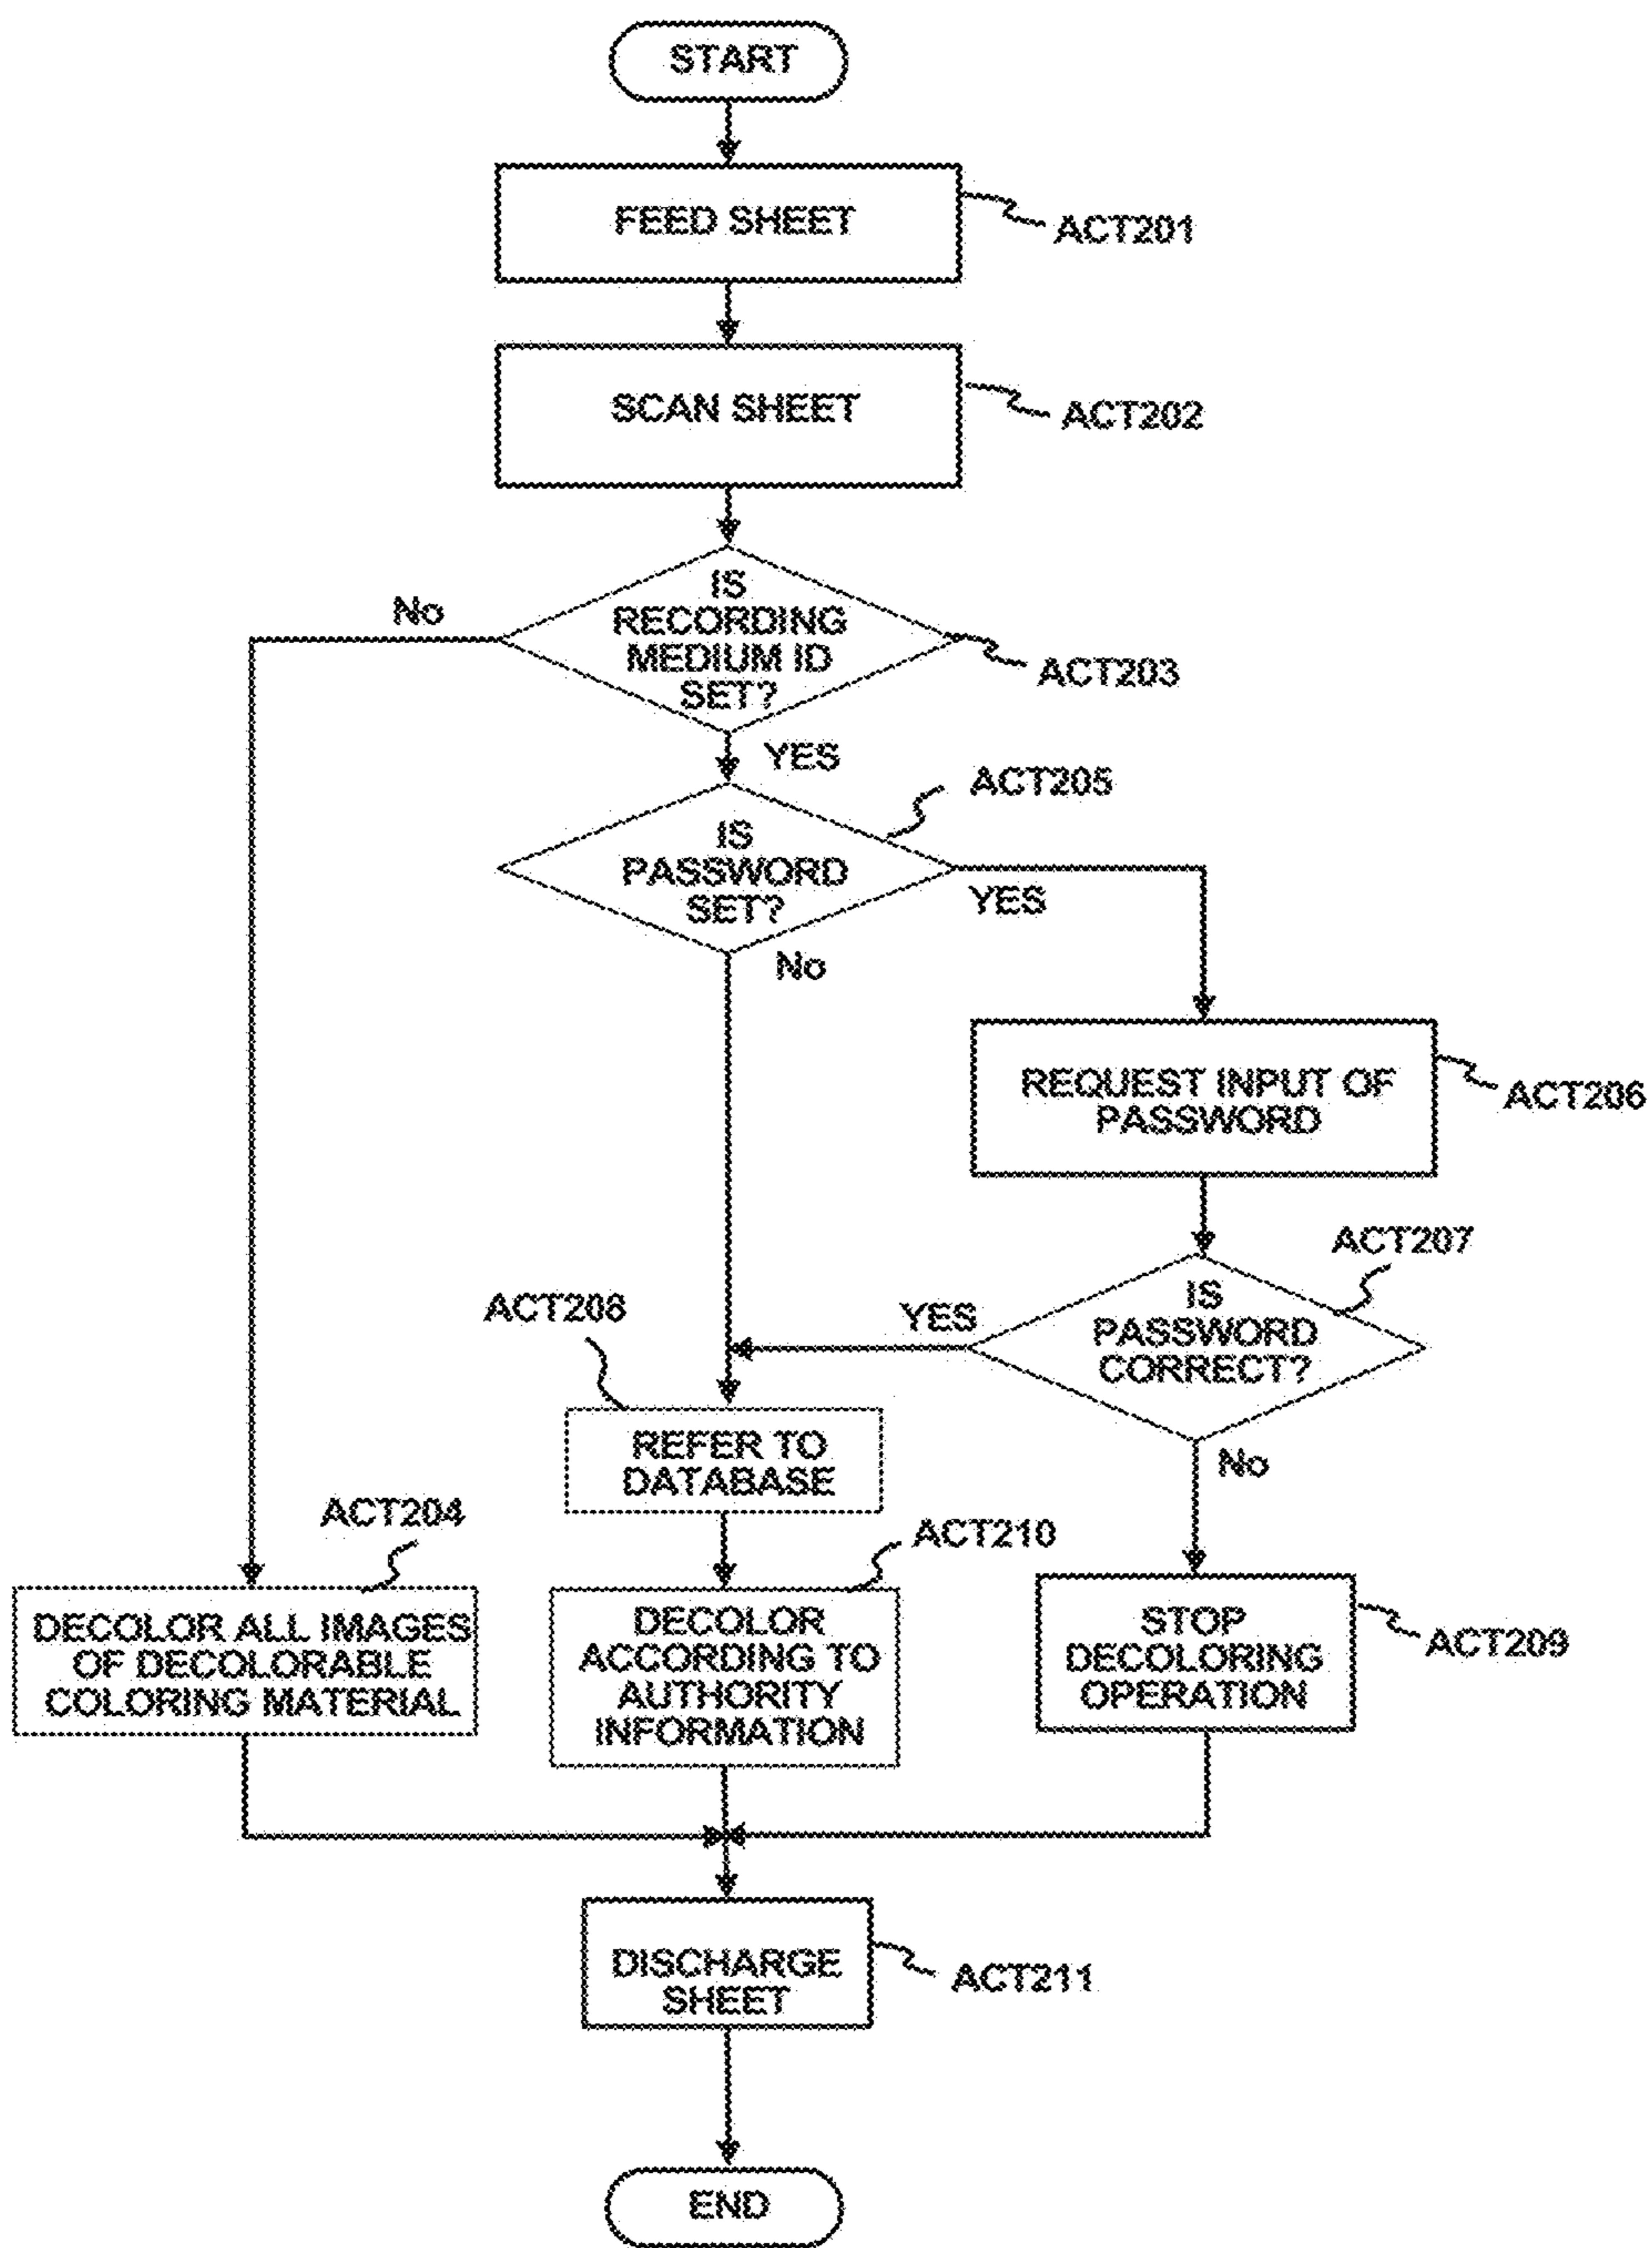 START
FEED SHEET
ACT201
SCAN SHEET
ACT202
IS
RECORDING
MEDIUM ID
SET?
No
ACT203
YES
ACT205
IS
PASSWORD
SET?
YES
No
REQUEST INPUT OF
PASSWORD
ACT206
ACT207
IS
PASSWORD
CORRECT?
YES
No
ACT208
REFER TO
DATABASE
ACT204
DECOLOR ALL IMAGES
OF DECOLORABLE
COLORING MATERIAL
ACT210
DECOLOR
ACCORDING TO
AUTHORITY
INFORMATION
STOP
DECOLORING
OPERATION
ACT209
DISCHARGE
SHEET
ACT211
END